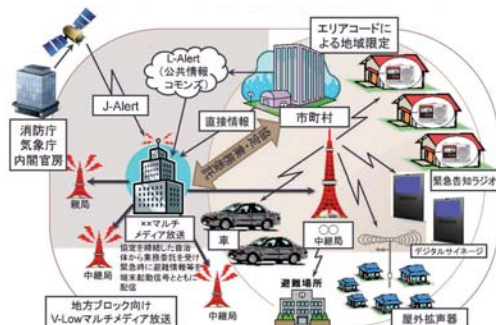 エリアコードに
よる地域限定
L-Alert
(公共情報
コモンズ)
J-Alert
消防庁
気象庁
内閣官房
直接情報
市町村
協定・業務委託
緊急告知ラジオ
親局
××マルチ
メディア放送
協定を締結した自治
体から業務委託を受け
緊急時に避難情報等を
端末起動信号とともに
配信
車
〇〇
中継局
デジタルサイネージ
中継局
中継局
避難場所
屋外拡声器
地方ブロック向け
V-Lowマルチメディア放送